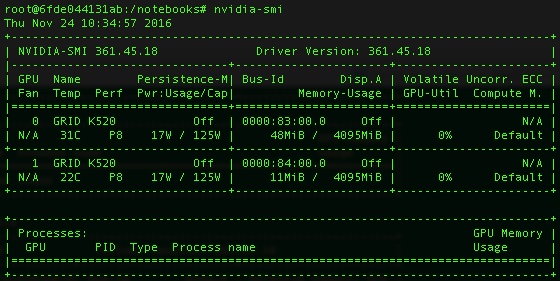 root@6fde044131ab:/notebooks# nvidia-smi
Thu Nov 24 10:34:57 2016
+------------------------------------------------------+
| NVIDIA-SMI 361.45.18         Driver Version: 361.45.18         |
|-------------------------------+----------------------+----------------------+
| GPU  Name        Persistence-M| Bus-Id        Disp.A | Volatile Uncorr. ECC |
| Fan  Temp  Perf  Pwr:Usage/Cap|         Memory-Usage | GPU-Util  Compute M. |
|===============================+======================+======================|
|   0  GRID K520           Off  | 0000:83:00.0     Off |                  N/A |
| N/A   31C    P8    17W / 125W |     48MiB /  4095MiB |      0%      Default |
+-------------------------------+----------------------+----------------------+
|   1  GRID K520           Off  | 0000:84:00.0     Off |                  N/A |
| N/A   22C    P8    17W / 125W |     11MiB /  4095MiB |      0%      Default |
+-------------------------------+----------------------+----------------------+
+-----------------------------------------------------------------------------+
| Processes:                                                       GPU Memory |
|  GPU       PID  Type  Process name                               Usage      |
|=============================================================================|
+-----------------------------------------------------------------------------+